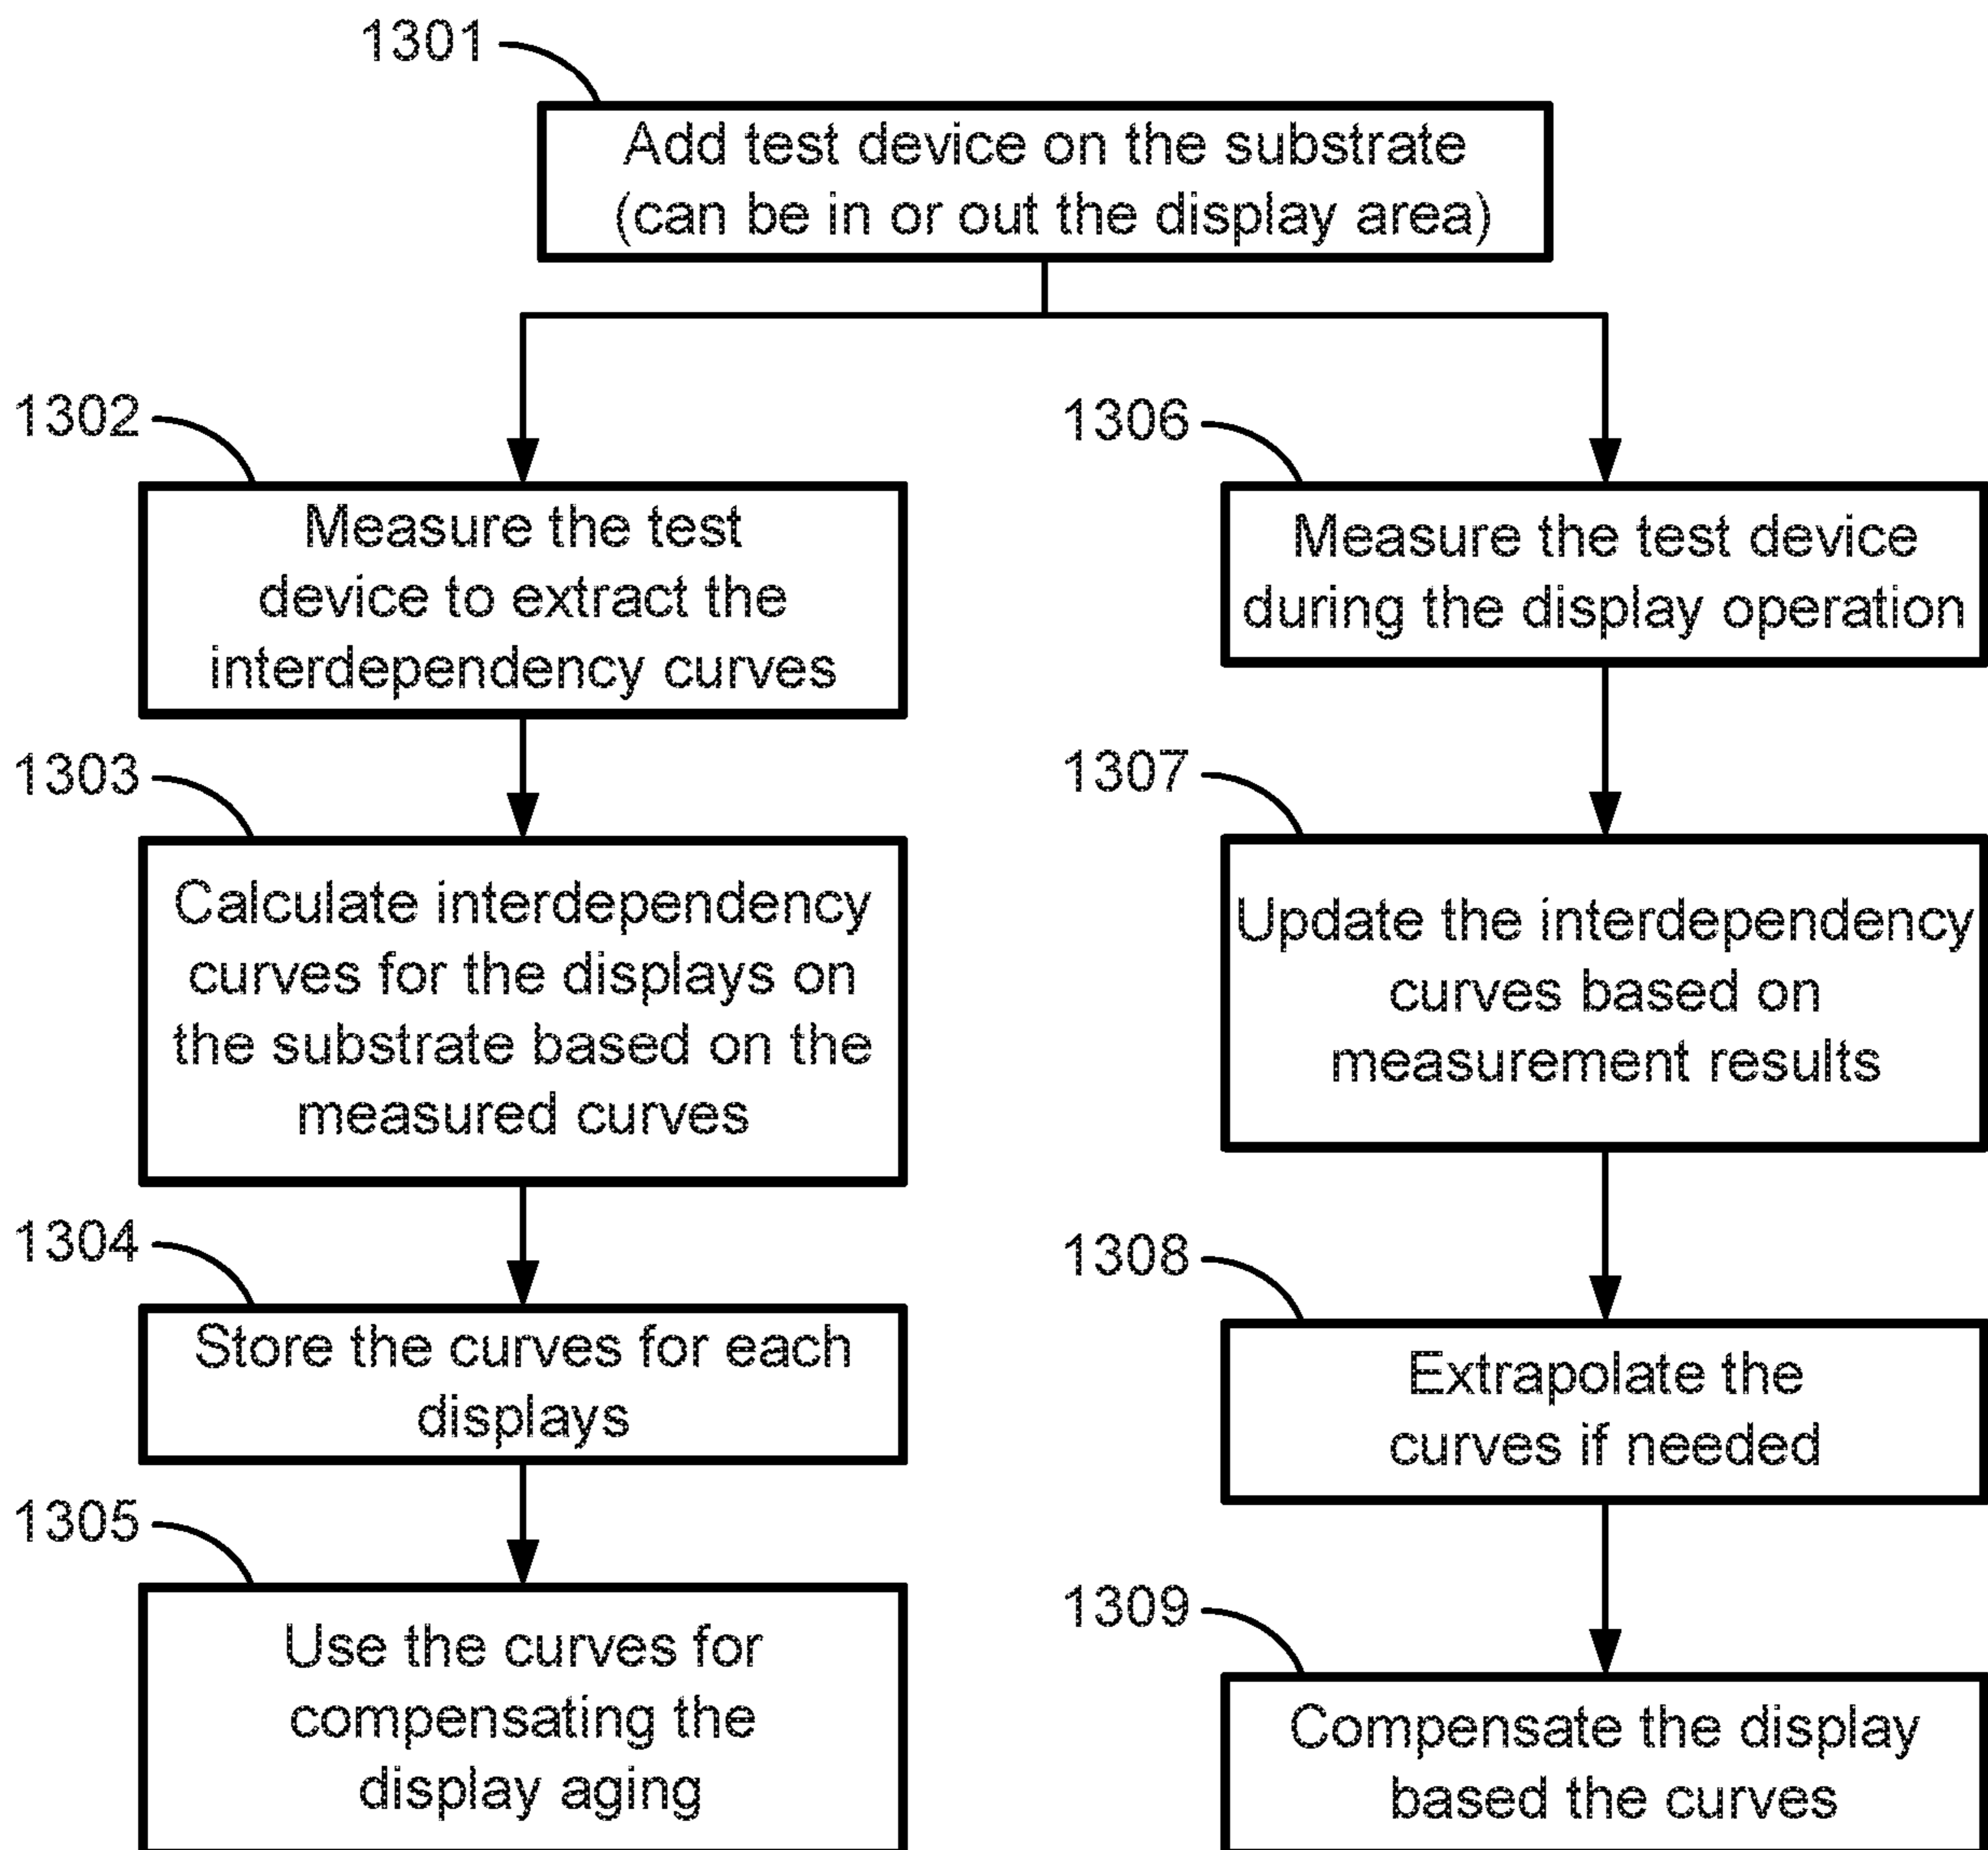 1301
Add test device on the substrate
(can be in or out the display area)
1302
Measure the test
device to extract the
interdependency curves
1303
Calculate interdependency
curves for the displays on
the substrate based on the
measured curves
1304
Store the curves for each
displays
1305
Use the curves for
compensating the
display aging
1306
Measure the test device
during the display operation
1307
Update the interdependency
curves based on
measurement results
1308
Extrapolate the
curves if needed
1309
Compensate the display
based the curves